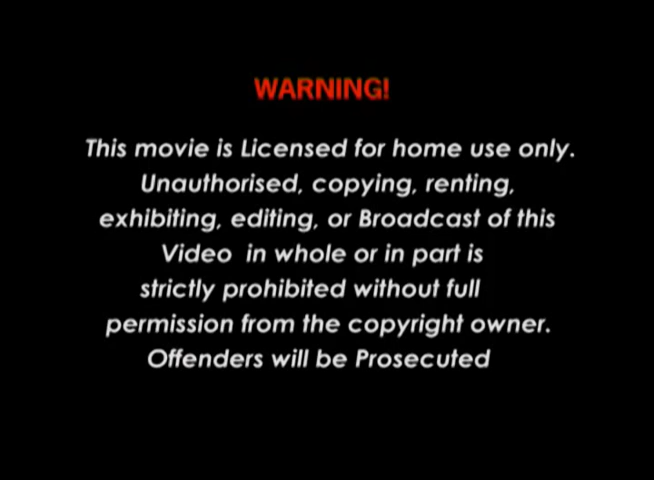 WARNING!
This movie is Licensed for home use only.
Unauthorised, copying, renting,
exhibiting, editing, or Broadcast of this
Video in whole or in part is
strictly prohibited without full
permission from the copyright owner.
Offenders will be Prosecuted